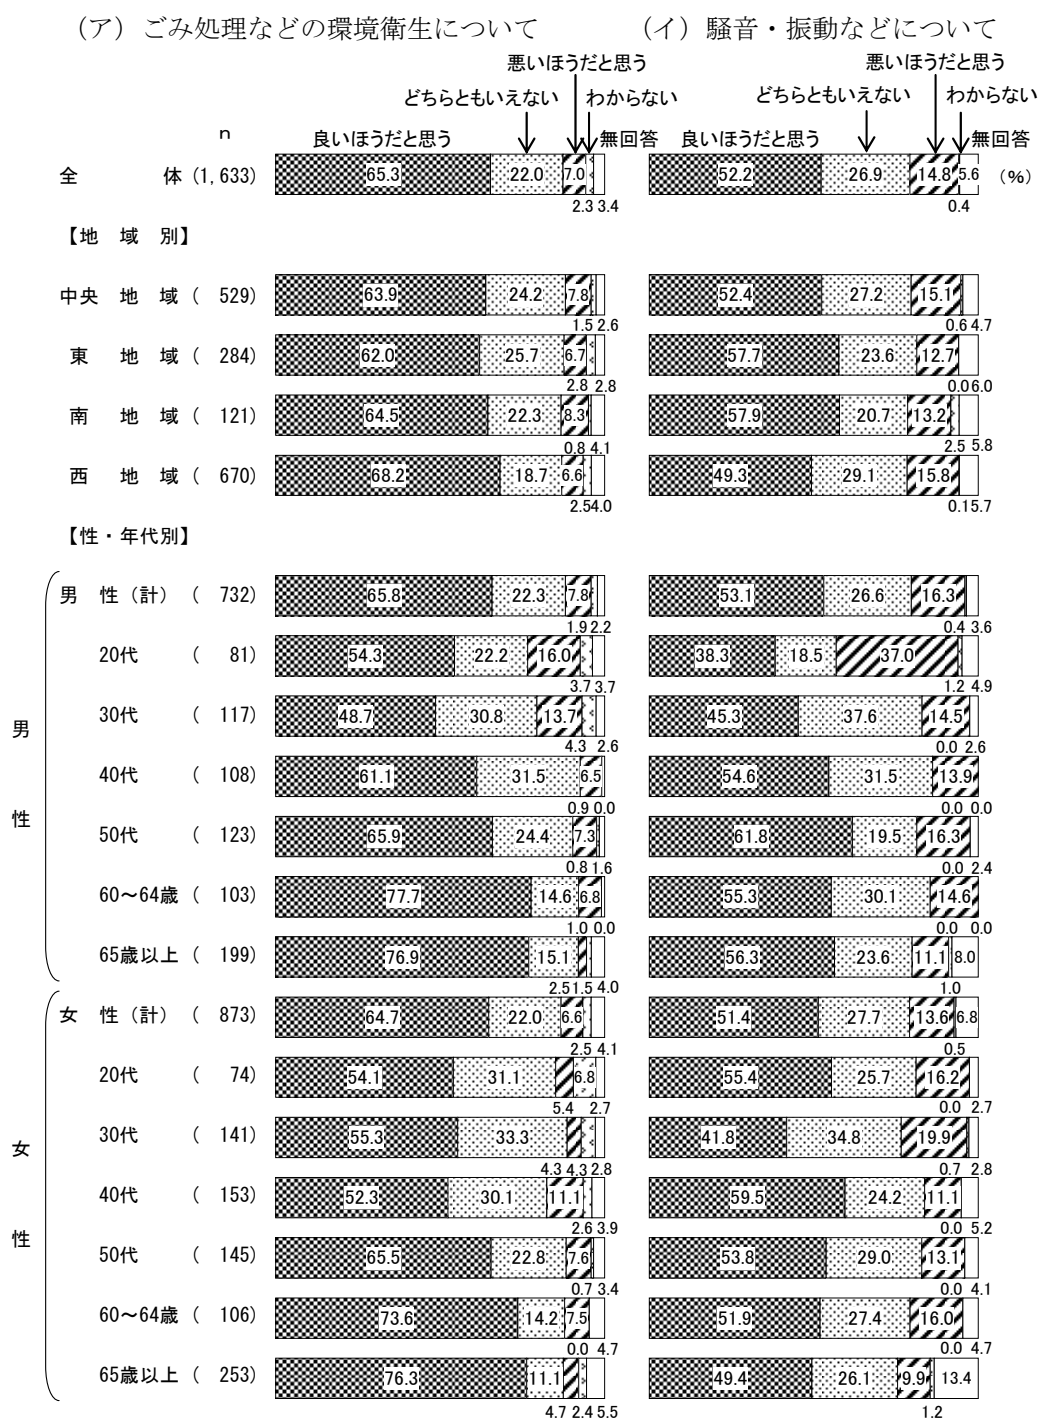 （ア）ごみ処理などの環境衛生について （イ）騒音・振動などについて
悪いほうだと思う 悪いほうだと思う
どちらともいえない わからない どちらともいえない わからない
n 良いほうだと思う 無回答 良いほうだと思う 無回答
全 体 (1,633) 65.3 22.0 7.0 52.2 26.9 14.8 5.6 (%)
2.3 3.4 0.4
【地 域 別】
中央 地 域 ( 529) 63.9 24.2 7.8 52.4 27.2 15.1
1.5 2.6 0.6 4.7
東 地 域 ( 284) 62.0 25.7 6.7 57.7 23.6 12.7
2.8 2.8 0.0 6.0
南 地 域 ( 121) 64.5 22.3 8.3 57.9 20.7 13.2
0.8 4.1 2.5 5.8
西 地 域 ( 670) 68.2 18.7 6.6 49.3 29.1 15.8
2.5 4.0 0.1 5.7
【性・年代別】
男 性（計） ( 732) 65.8 22.3 7.8 53.1 26.6 16.3
1.9 2.2 0.4 3.6
20代 ( 81) 54.3 22.2 16.0 38.3 18.5 37.0
3.7 3.7 1.2 4.9
30代 ( 117) 48.7 30.8 13.7 45.3 37.6 14.5
男
4.3 2.6 0.0 2.6
40代 ( 108) 61.1 31.5 6.5 54.6 31.5 13.9
0.9 0.0 0.0 0.0
性
50代 ( 123) 65.9 24.4 7.3 61.8 19.5 16.3
0.8 1.6 0.0 2.4
60～64歳 ( 103) 77.7 14.6 6.8 55.3 30.1 14.6
1.0 0.0 0.0 0.0
65歳以上 ( 199) 76.9 15.1 56.3 23.6 11.1 8.0
2.5 1.5 4.0 1.0
女 性（計） ( 873) 64.7 22.0 6.6 51.4 27.7 13.6 6.8
2.5 4.1 0.5
20代 ( 74) 54.1 31.1 6.8 55.4 25.7 16.2
5.4 2.7 0.0 2.7
30代 ( 141) 55.3 33.3 41.8 34.8 19.9
女
4.3 4.3 2.8 0.7 2.8
40代 ( 153) 52.3 30.1 11.1 59.5 24.2 11.1
2.6 3.9 0.0 5.2
性
50代 ( 145) 65.5 22.8 7.6 53.8 29.0 13.1
0.7 3.4 0.0 4.1
60～64歳 ( 106) 73.6 14.2 7.5 51.9 27.4 16.0
0.0 4.7 0.0 4.7
65歳以上 ( 253) 76.3 11.1 49.4 26.1 9.9 13.4
4.7 2.4 5.5 1.2